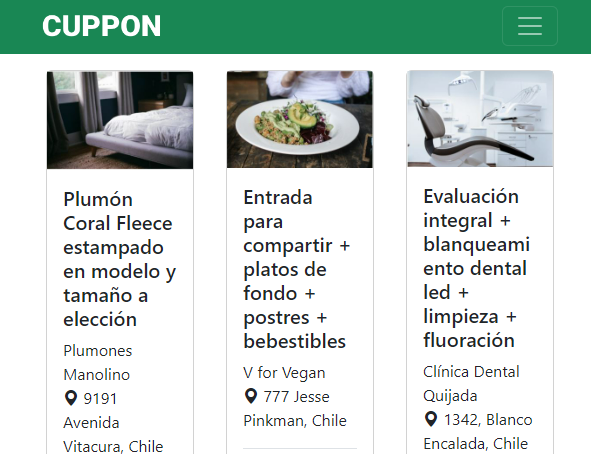 CUPPON
Plumón
Coral Fleece
estampado
en modelo y
tamaño a
elección
Plumones
Manolino
9191
Avenida
Vitacura, Chile
Entrada
para
compartir +
platos de
fondo +
postres +
bebestibles
V for Vegan
777 Jesse
Pinkman, Chile
Evaluación
integral +
blanqueami
ento dental
led +
limpieza +
fluoración
Clínica Dental
Quijada
1342, Blanco
Encalada, Chile